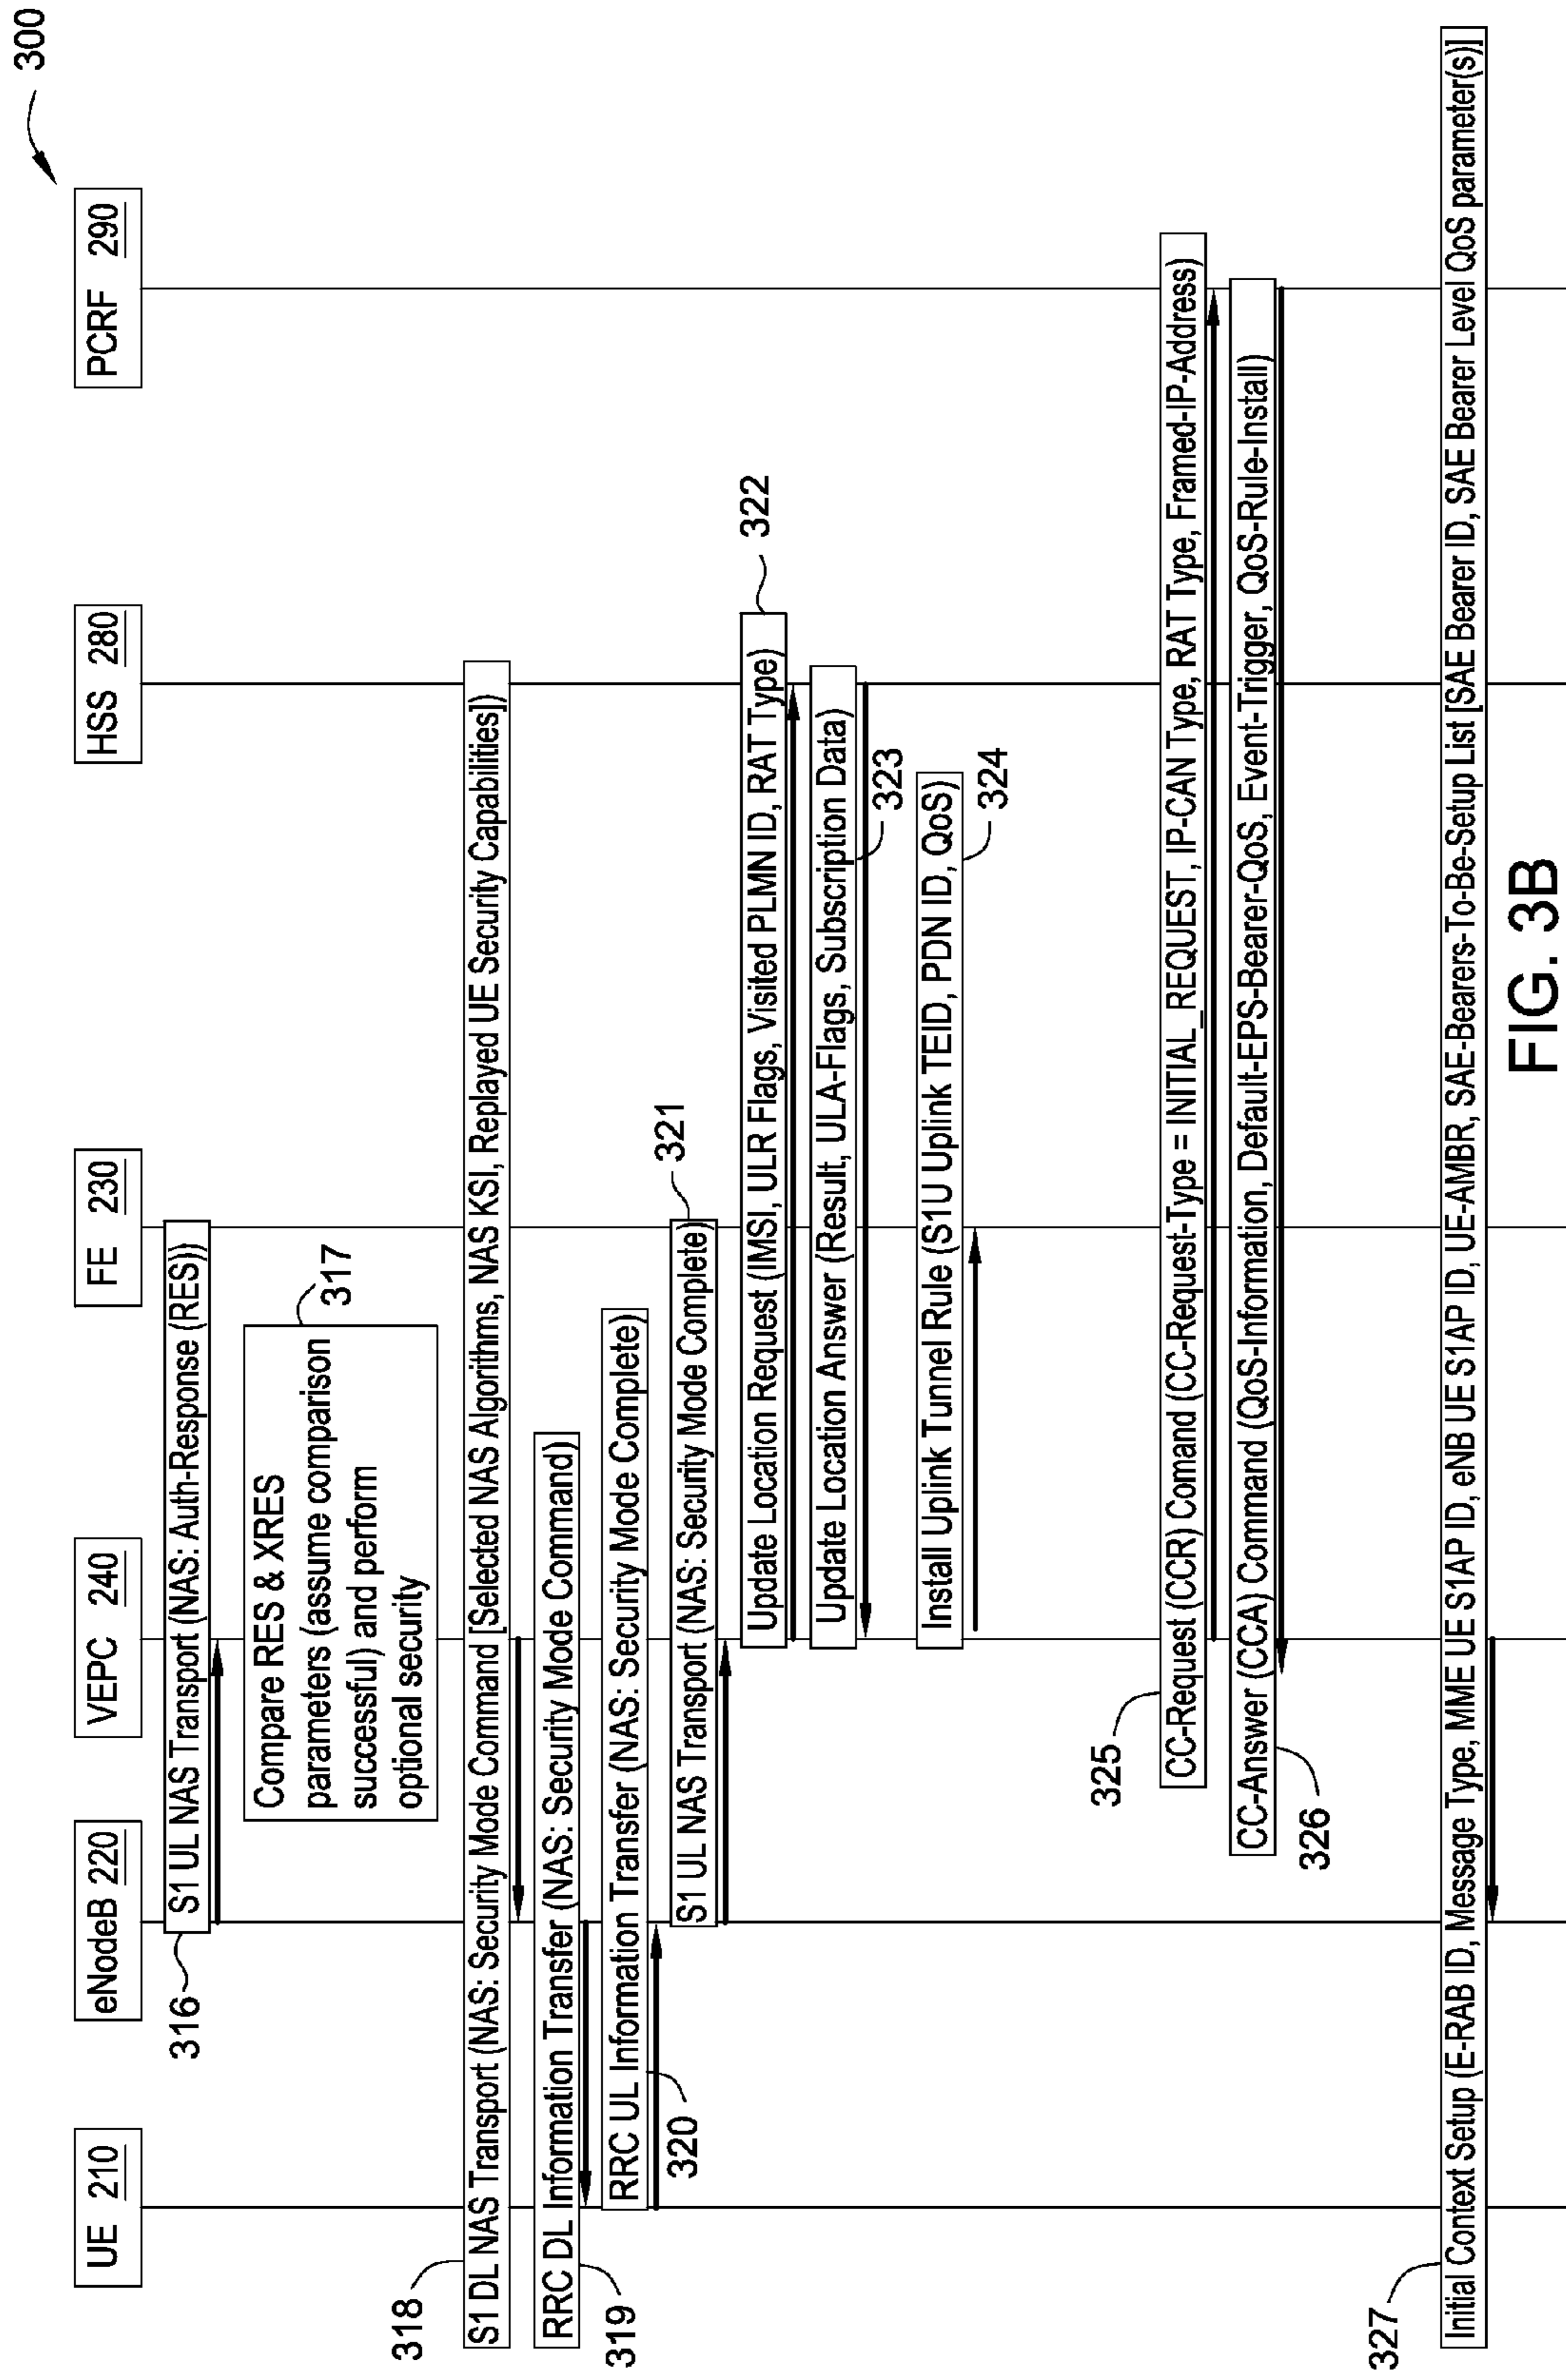 300
UE 210
eNodeB 220
VEPC 240
FE 230
HSS 280
PCRF 290
316
S1 UL NAS Transport (NAS: Auth-Response (RES))
Compare RES & XRES
parameters (assume comparison
successful) and perform
optional security
317
318
S1 DL NAS Transport (NAS: Security Mode Command [Selected NAS Algorithms, NAS KSI, Replayed UE Security Capabilities])
RRC DL Information Transfer (NAS: Security Mode Command)
319
RRC UL Information Transfer (NAS: Security Mode Complete)
320
S1 UL NAS Transport (NAS: Security Mode Complete)
321
Update Location Request (IMSI, ULR Flags, Visited PLMN ID, RAT Type)
322
Update Location Answer (Result, ULA-Flags, Subscription Data)
323
Install Uplink Tunnel Rule (S1U Uplink TEID, PDN ID, QoS)
324
325
CC-Request (CCR) Comand (CC-Request-Type = INITIAL_REQUEST, IP-CAN Type, RAT Type, Framed-IP-Address)
CC-Answer (CCA) Command (QoS-Information, Default-EPS-Bearer-QoS, Event-Trigger, QoS-Rule-Install)
326
327
Initial Context Setup (E-RAB ID, Message Type, MME UE S1AP ID, eNB UE S1AP ID, UE-AMBR, SAE-Bearers-To-Be-Setup List [SAE Bearer ID, SAE Bearer Level QoS parameter(s)]
FIG. 3B